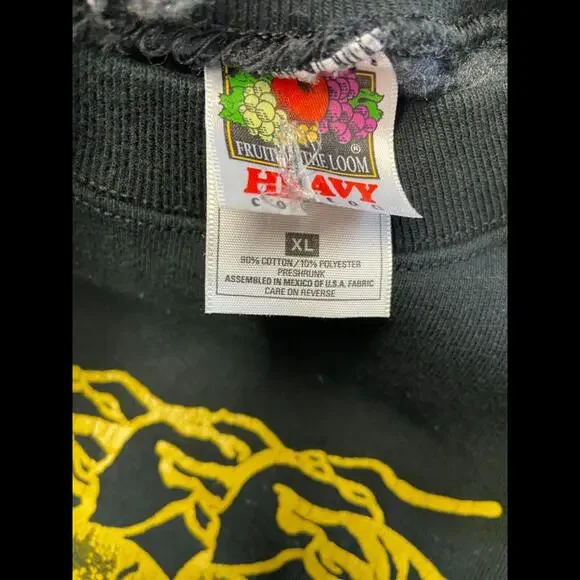 FRUIT OF THE LOOM ®
HEAVY
COTTON
XL
90% COTTON/10% POLYESTER
PRESHRUNK
ASSEMBLED IN MEXICO OF U.S.A. FABRIC
CARE ON REVERSE